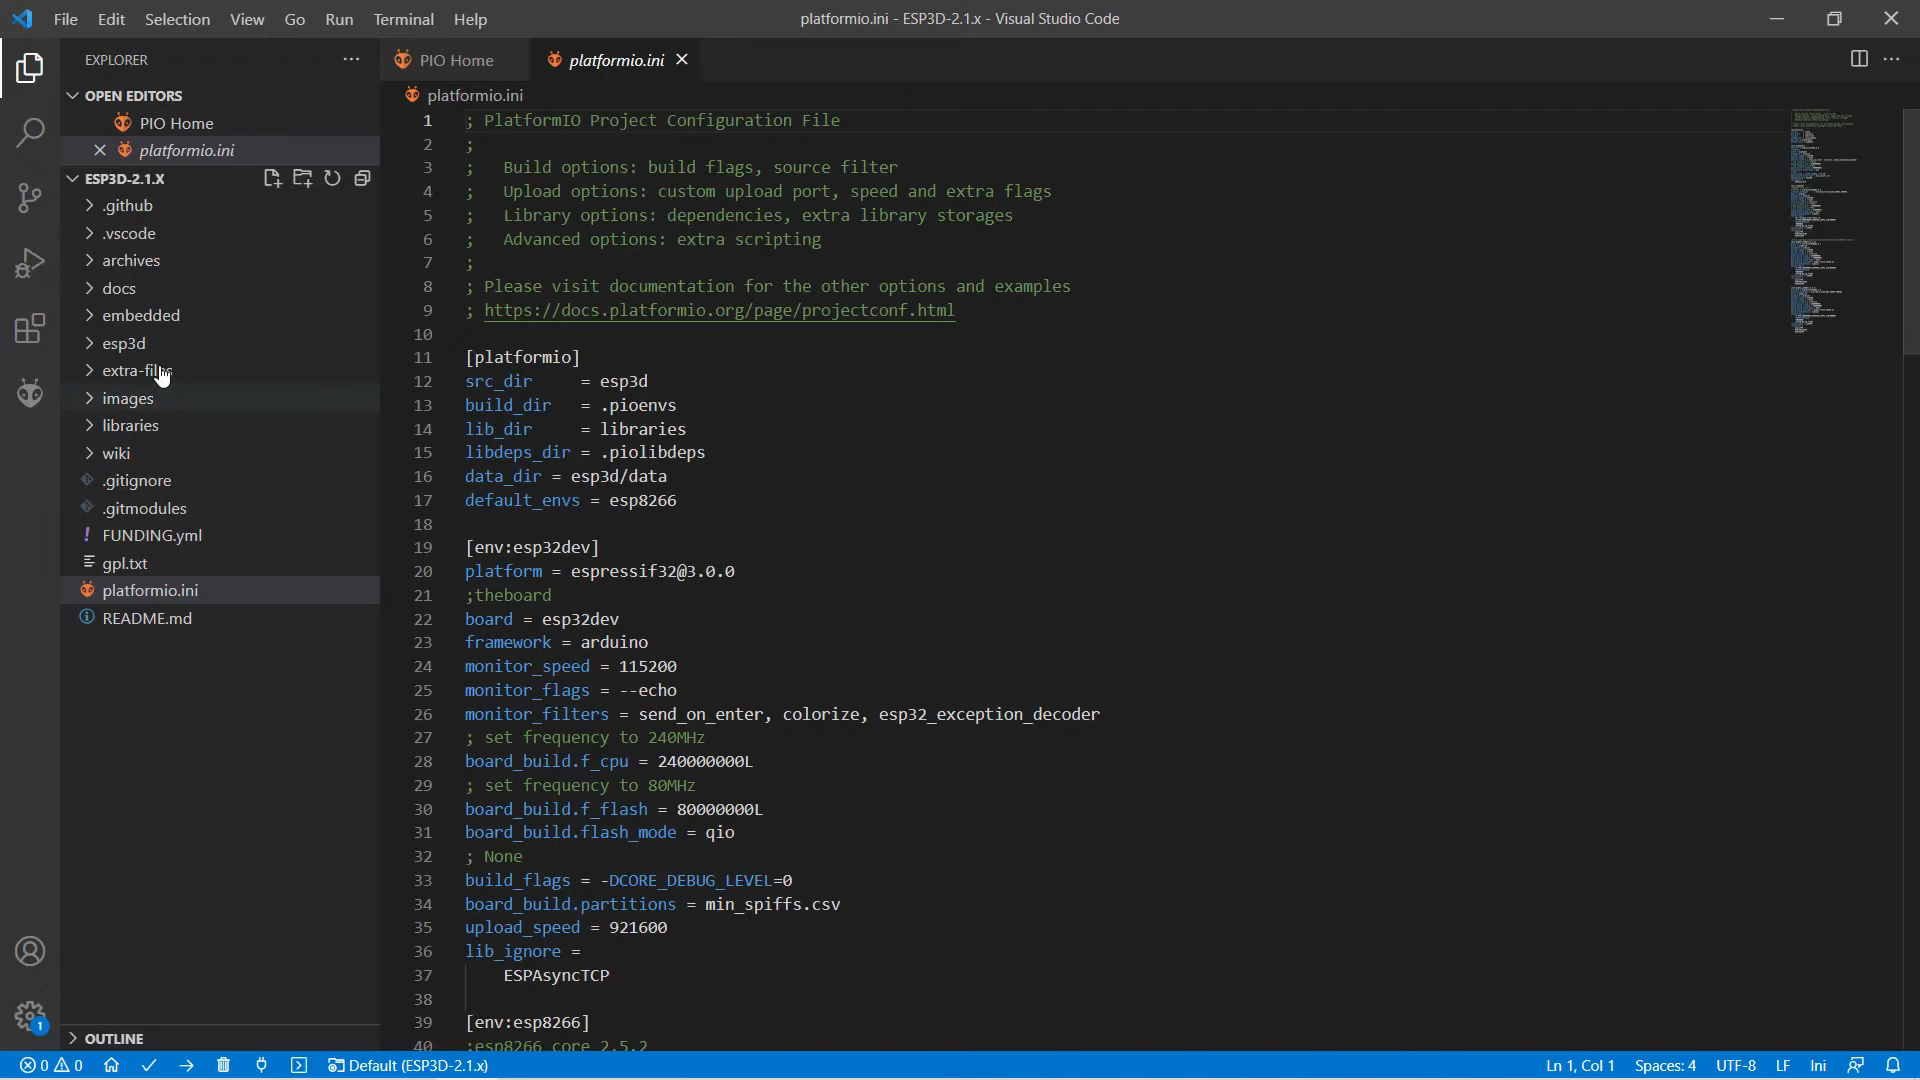 File Edit Selection View Go Run Terminal Help
platformio.ini - ESP3D-2.1.x - Visual Studio Code
EXPLORER
OPEN EDITORS
PIO Home
platformio.ini
ESP3D-2.1.X
.github
.vscode
archives
docs
embedded
esp3d
extra-files
images
libraries
wiki
.gitignore
.gitmodules
! FUNDING.yml
gpl.txt
platformio.ini
README.md
OUTLINE
1
PIO Home
platformio.ini
platformio.ini
1 ; PlatformIO Project Configuration File
2 ;
3 ;   Build options: build flags, source filter
4 ;   Upload options: custom upload port, speed and extra flags
5 ;   Library options: dependencies, extra library storages
6 ;   Advanced options: extra scripting
7 ;
8 ; Please visit documentation for the other options and examples
9 ; https://docs.platformio.org/page/projectconf.html
10
11 [platformio]
12 src_dir     = esp3d
13 build_dir   = .pioenvs
14 lib_dir     = libraries
15 libdeps_dir = .piolibdeps
16 data_dir = esp3d/data
17 default_envs = esp8266
18
19 [env:esp32dev]
20 platform = espressif32@3.0.0
21 ;theboard
22 board = esp32dev
23 framework = arduino
24 monitor_speed = 115200
25 monitor_flags = --echo
26 monitor_filters = send_on_enter, colorize, esp32_exception_decoder
27 ; set frequency to 240MHz
28 board_build.f_cpu = 240000000L
29 ; set frequency to 80MHz
30 board_build.f_flash = 80000000L
31 board_build.flash_mode = qio
32 ; None
33 build_flags = -DCORE_DEBUG_LEVEL=0
34 board_build.partitions = min_spiffs.csv
35 upload_speed = 921600
36 lib_ignore =
37     ESPAsyncTCP
38
39 [env:esp8266]
40 ;esp8266 core 2.5.2
0 0 Default (ESP3D-2.1.x)
Ln 1, Col 1 Spaces: 4 UTF-8 LF Ini